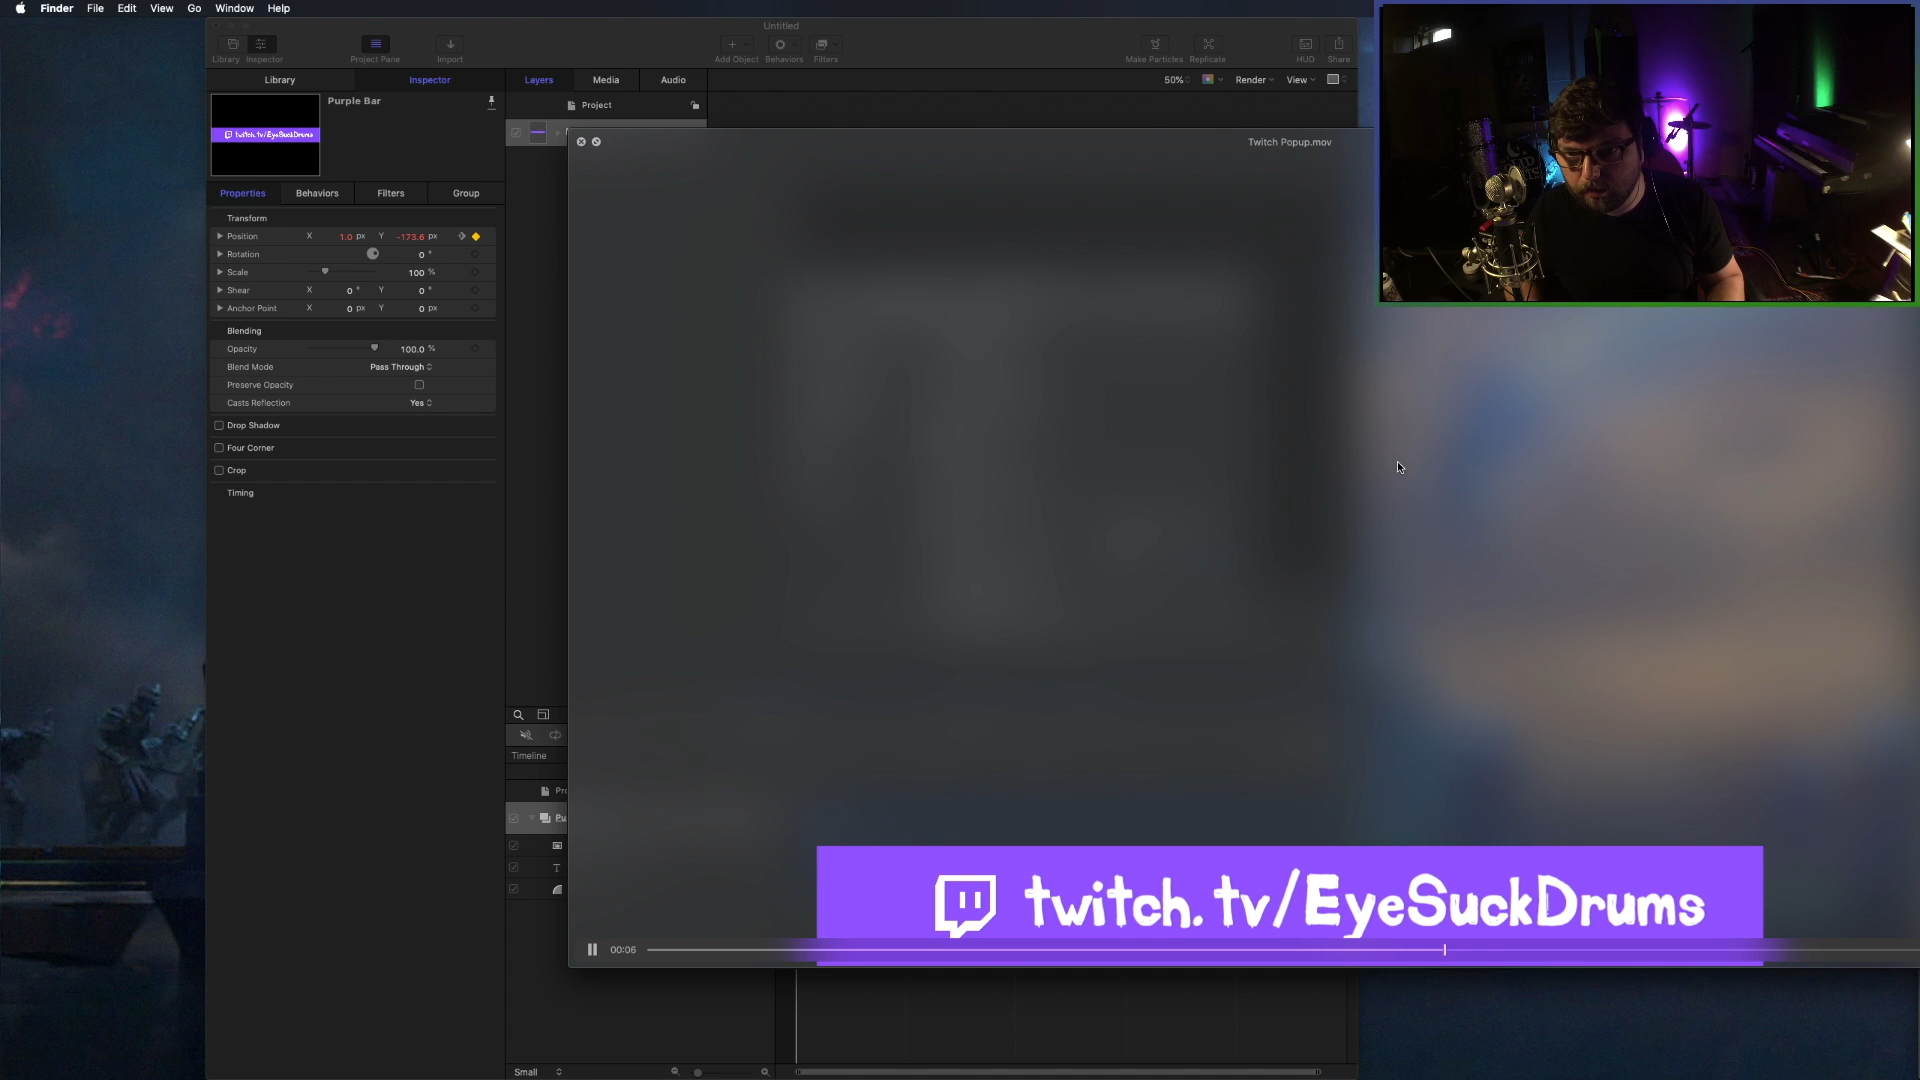 Finder File Edit View Go Window Help
Untitled
Library Inspector Project Pane Import Add Object Behaviors Filters Make Particles Replicate HUD Share
Library Inspector Layers Media Audio 50% Render View
Purple Bar
Project
twitch.tv/EyeSuckDrums
Twitch Popup.mov
Properties Behaviors Filters Group
Transform
Position X 1.0 px Y -173.6 px
Rotation 0 °
Scale 100 %
Shear X 0 ° Y 0 °
Anchor Point X 0 px Y 0 px
Blending
Opacity 100.0 %
Blend Mode Pass Through
Preserve Opacity
Casts Reflection Yes
Drop Shadow
Four Corner
Crop
Timing
Timeline
Pro
Pu
T
twitch.tv/EyeSuckDrums
00:06
Small